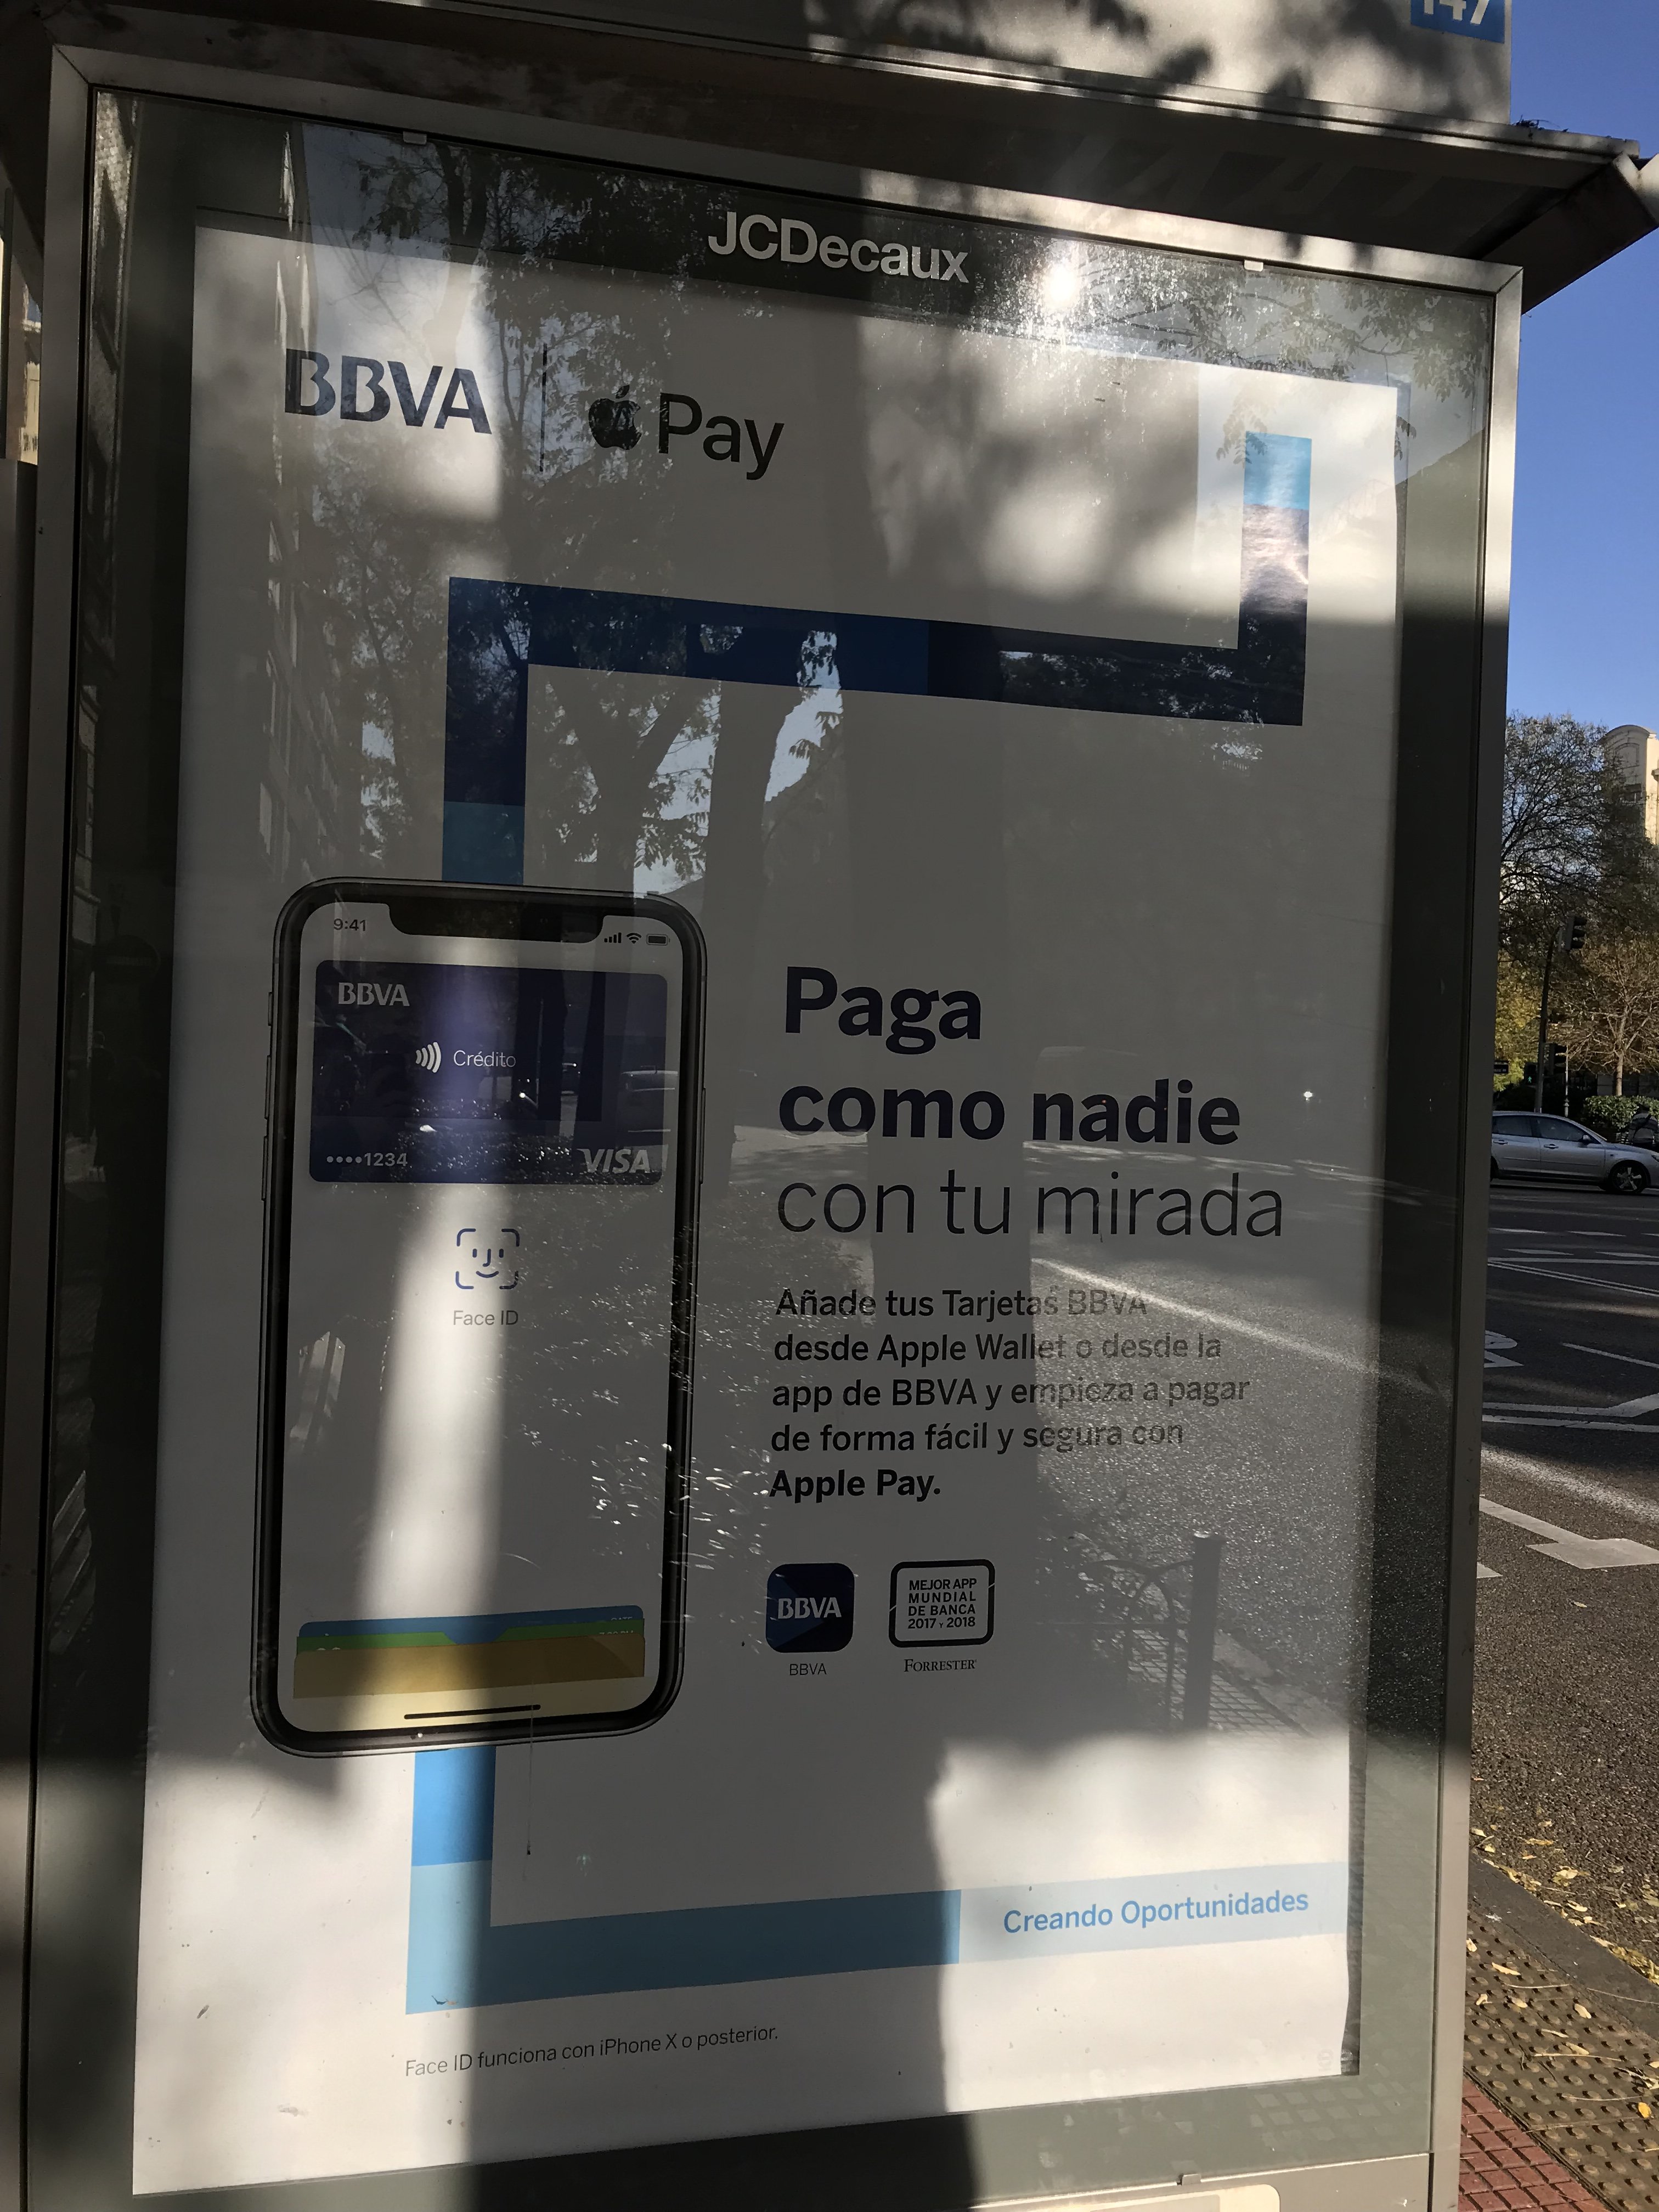 147
JCDecaux
BBVA
Pay
9:41
BBVA
Crédito
••••1234
VISA
Face ID
Paga
como nadie
con tu mirada
Añade tus Tarjetas BBVA
desde Apple Wallet o desde la
app de BBVA y empieza a pagar
de forma fácil y segura con
Apple Pay.
BBVA
BBVA
MEJOR APP
MUNDIAL
DE BANCA
2017 Y 2018
FORRESTER
Creando Oportunidades
Face ID funciona con iPhone X o posterior.